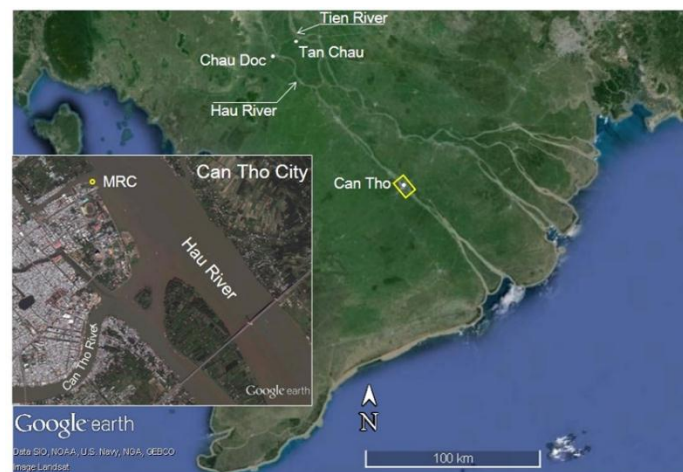 Tien River
Tan Chau
Chau Doc
Hau River
Can Tho
Can Tho City
MRC
Hau River
Can Tho River
Google earth
Google earth
N
100 km
Data SIO, NOAA, U.S. Navy, NGA, GEBCO
Image Landsat